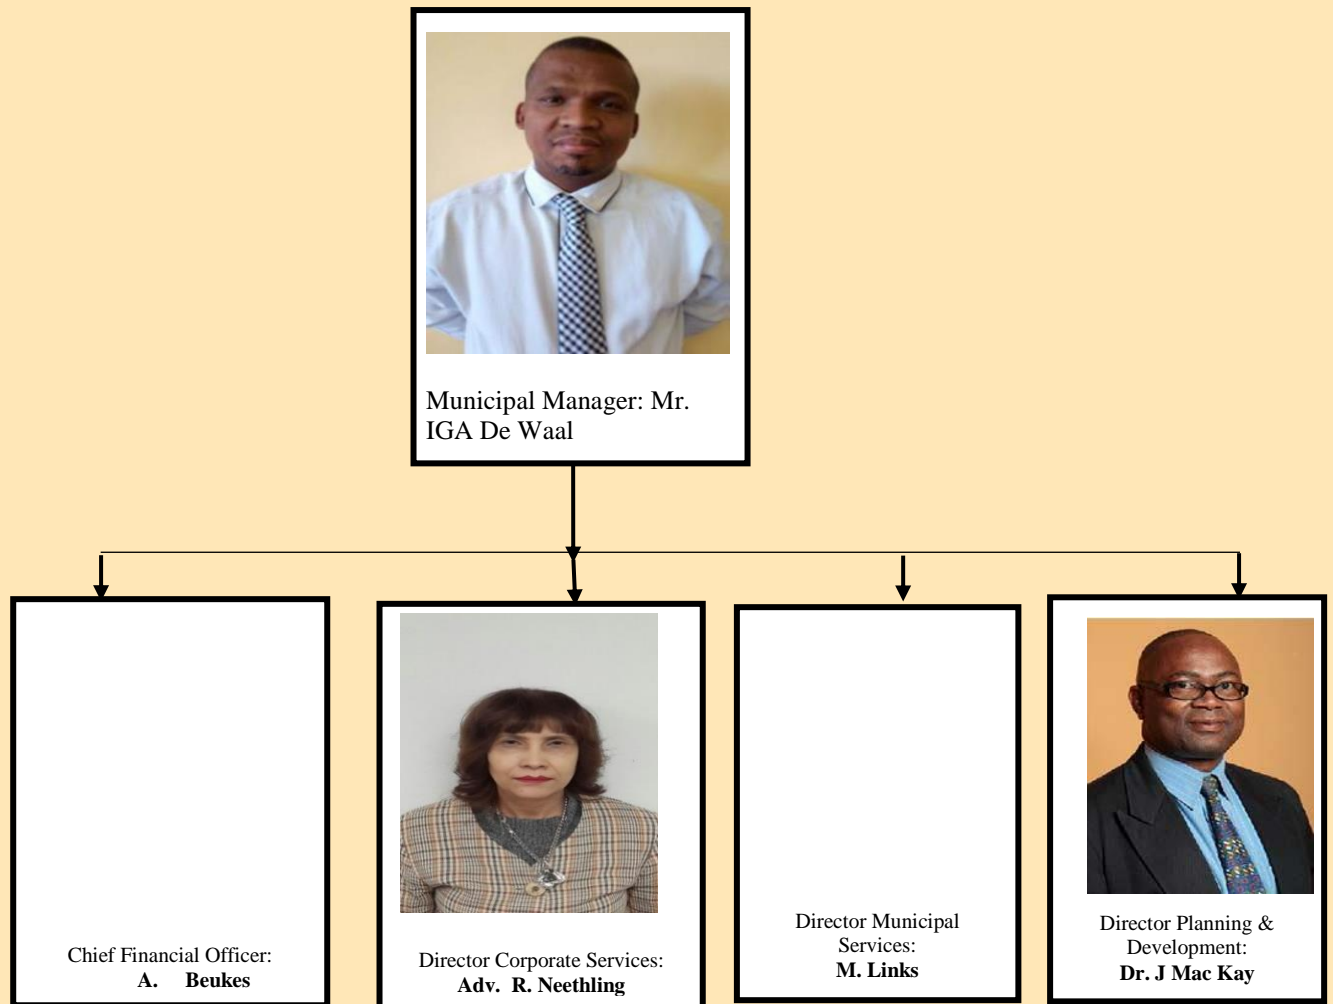 Municipal Manager: Mr.
IGA De Waal
Chief Financial Officer:
A. Beukes
Director Corporate Services:
Adv. R. Neethling
Director Municipal
Services:
M. Links
Director Planning &
Development:
Dr. J Mac Kay